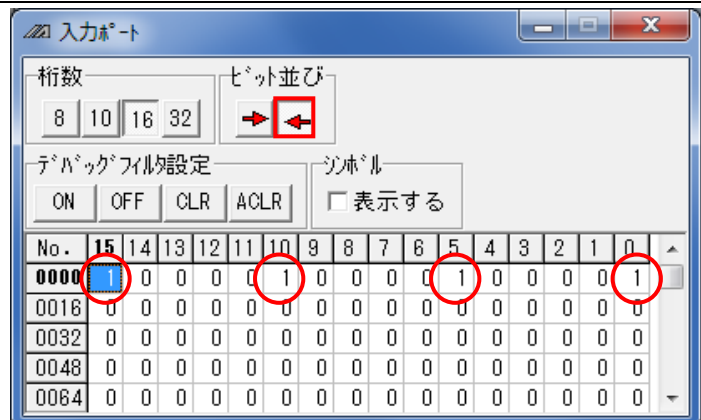 入力ポート
桁数 ビット並び
8 10 16 32
デバッグフィルタ設定 シンボル
ON OFF CLR ACLR 表示する
No. 15 14 13 12 11 10 9 8 7 6 5 4 3 2 1 0
0000 1 0 0 0 0 1 0 0 0 0 1 0 0 0 0 1
0016 0 0 0 0 0 0 0 0 0 0 0 0 0 0 0 0
0032 0 0 0 0 0 0 0 0 0 0 0 0 0 0 0 0
0048 0 0 0 0 0 0 0 0 0 0 0 0 0 0 0 0
0064 0 0 0 0 0 0 0 0 0 0 0 0 0 0 0 0